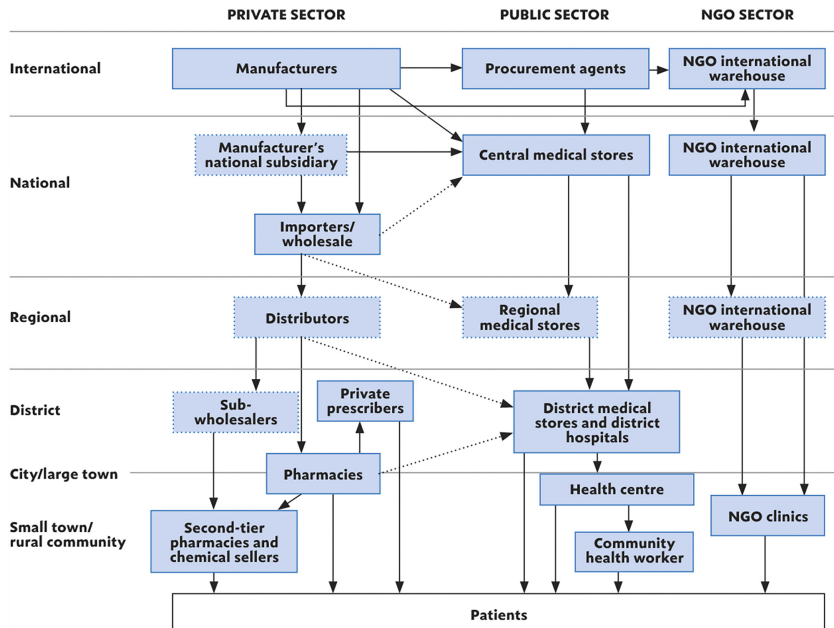 PRIVATE SECTOR
PUBLIC SECTOR
NGO SECTOR
International
Manufacturers
Procurement agents
NGO international
warehouse
National
Manufacturer's
national subsidiary
Central medical stores
NGO international
warehouse
Importers/
wholesale
Regional
Distributors
Regional
medical stores
NGO international
warehouse
District
Sub-
wholesalers
Private
prescribers
District medical
stores and district
hospitals
City/large town
Pharmacies
Health centre
Small town/
rural community
Second-tier
pharmacies and
chemical sellers
Community
health worker
NGO clinics
Patients